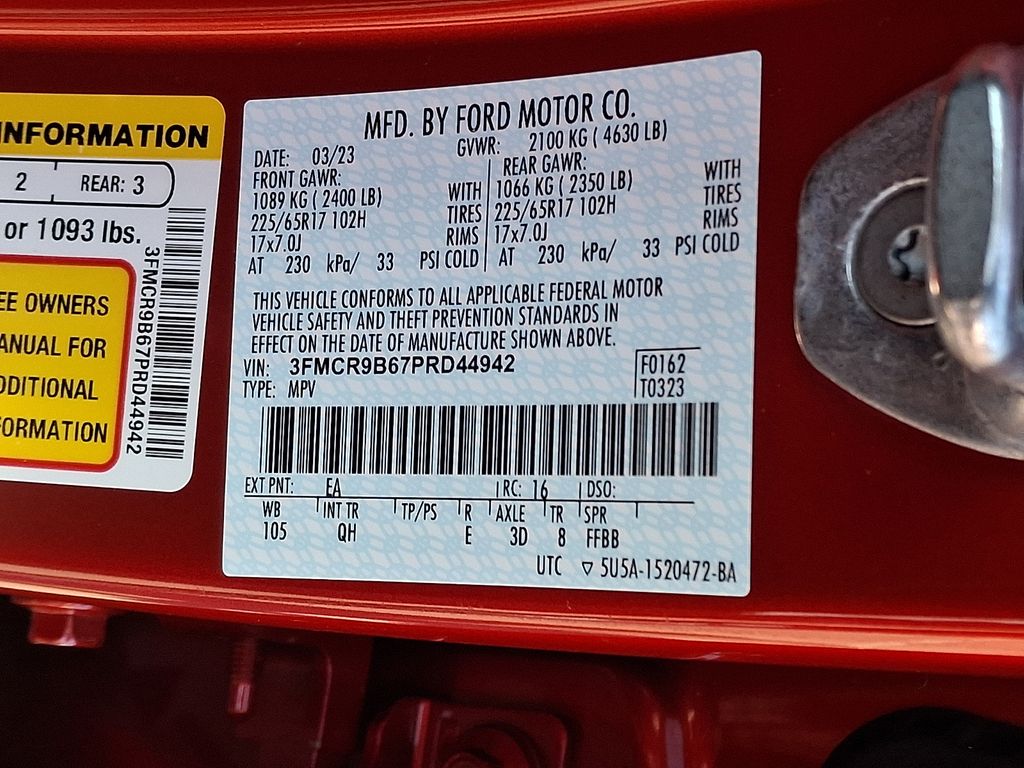 INFORMATION
2 REAR: 3
or 1093 lbs.
EE OWNERS
ANUAL FOR
DDITIONAL
FORMATION
3FMCR9B67PRD44942
MFD. BY FORD MOTOR CO.
DATE: 03/23 GVWR: 2100 KG ( 4630 LB)
FRONT GAWR: REAR GAWR:
1089 KG ( 2400 LB) WITH 1066 KG ( 2350 LB) WITH
225/65R17 102H TIRES 225/65R17 102H TIRES
17x7.0J RIMS 17x7.0J RIMS
AT 230 kPa/ 33 PSI COLD AT 230 kPa/ 33 PSI COLD
THIS VEHICLE CONFORMS TO ALL APPLICABLE FEDERAL MOTOR
VEHICLE SAFETY AND THEFT PREVENTION STANDARDS IN
EFFECT ON THE DATE OF MANUFACTURE SHOWN ABOVE.
VIN: 3FMCR9B67PRD44942 F0162
TYPE: MPV T0323
EXT PNT: EA RC: 16 DSO:
WB INT TR TP/PS R AXLE TR SPR
105 QH E 3D 8 FFBB
UTC ▽ 5U5A-1520472-BA